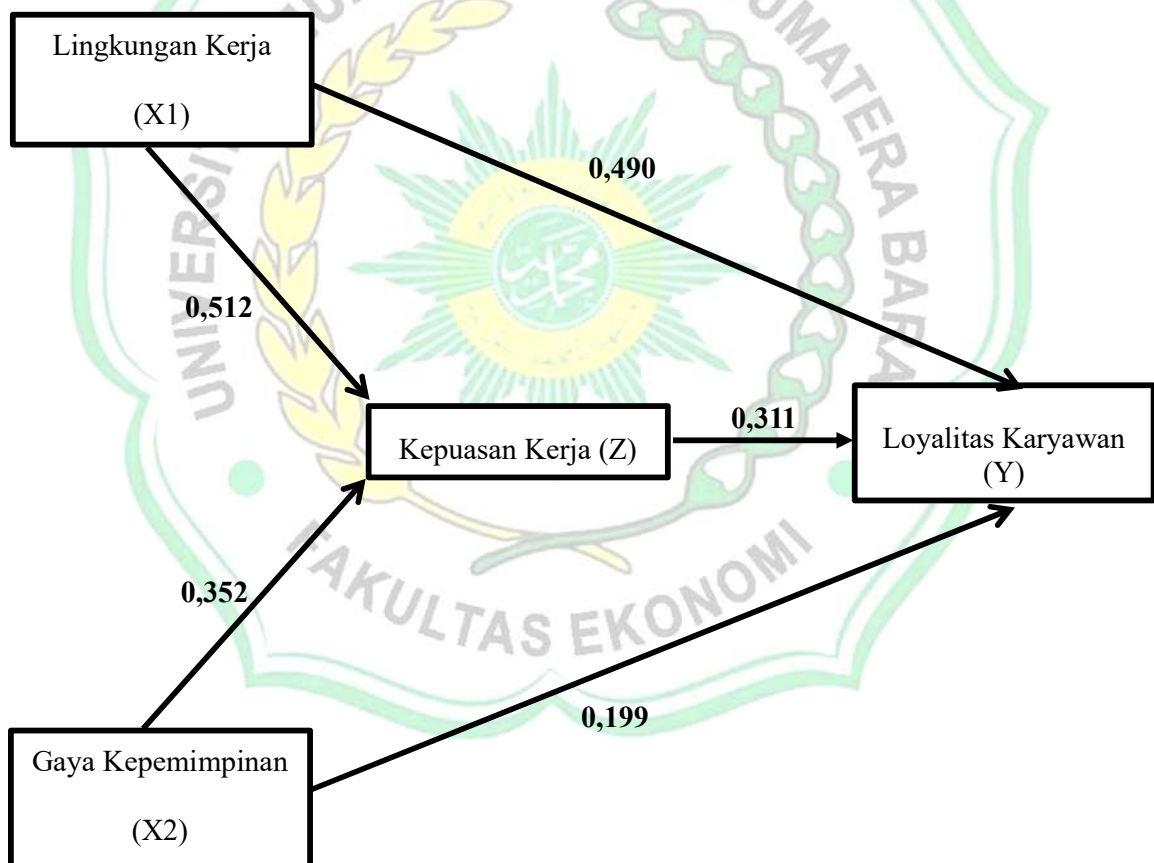 Lingkungan Kerja
(X1)
0,490
0,512
Kepuasan Kerja (Z)
0,311
Loyalitas Karyawan
(Y)
0,352
0,199
Gaya Kepemimpinan
(X2)
FAKULTAS EKONOMI